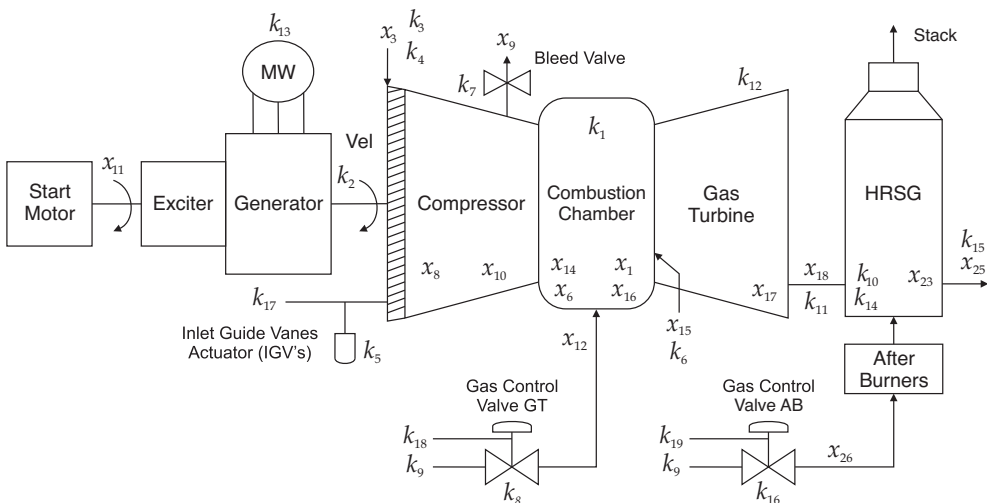 k13
MW
x3
k3
k4
x9
Bleed Valve
k7
k12
Stack
k1
x11
Vel
k2
Start
Motor
Exciter
Generator
Compressor
Combustion
Chamber
Gas
Turbine
HRSG
x8
x10
x14
x1
x6
x16
x17
x18
k11
k10
k14
x23
k15
x25
k17
Inlet Guide Vanes
Actuator (IGV's)
k5
x12
x15
k6
After
Burners
Gas Control
Valve GT
k18
k9
k8
Gas Control
Valve AB
k19
k9
k16
x26